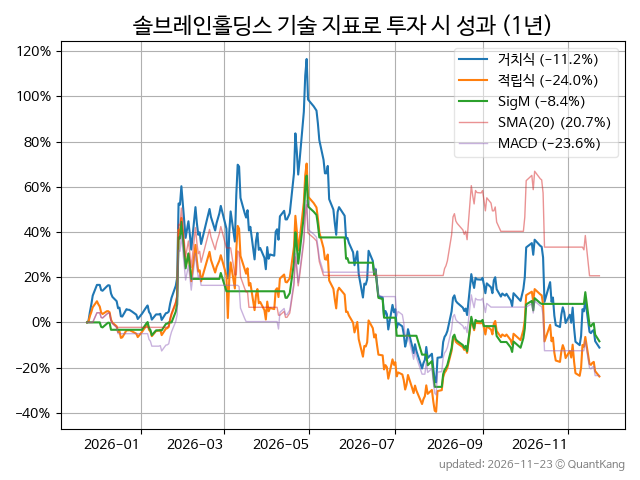 솔브레인홀딩스 기술 지표로 투자 시 성과 (1년)
120%
100%
80%
60%
40%
20%
0%
−20%
−40%
거치식 (−11.2%)
적립식 (−24.0%)
SigM (−8.4%)
SMA(20) (20.7%)
MACD (−23.6%)
2026-01 2026-03 2026-05 2026-07 2026-09 2026-11
updated: 2026-11-23 © QuantKang